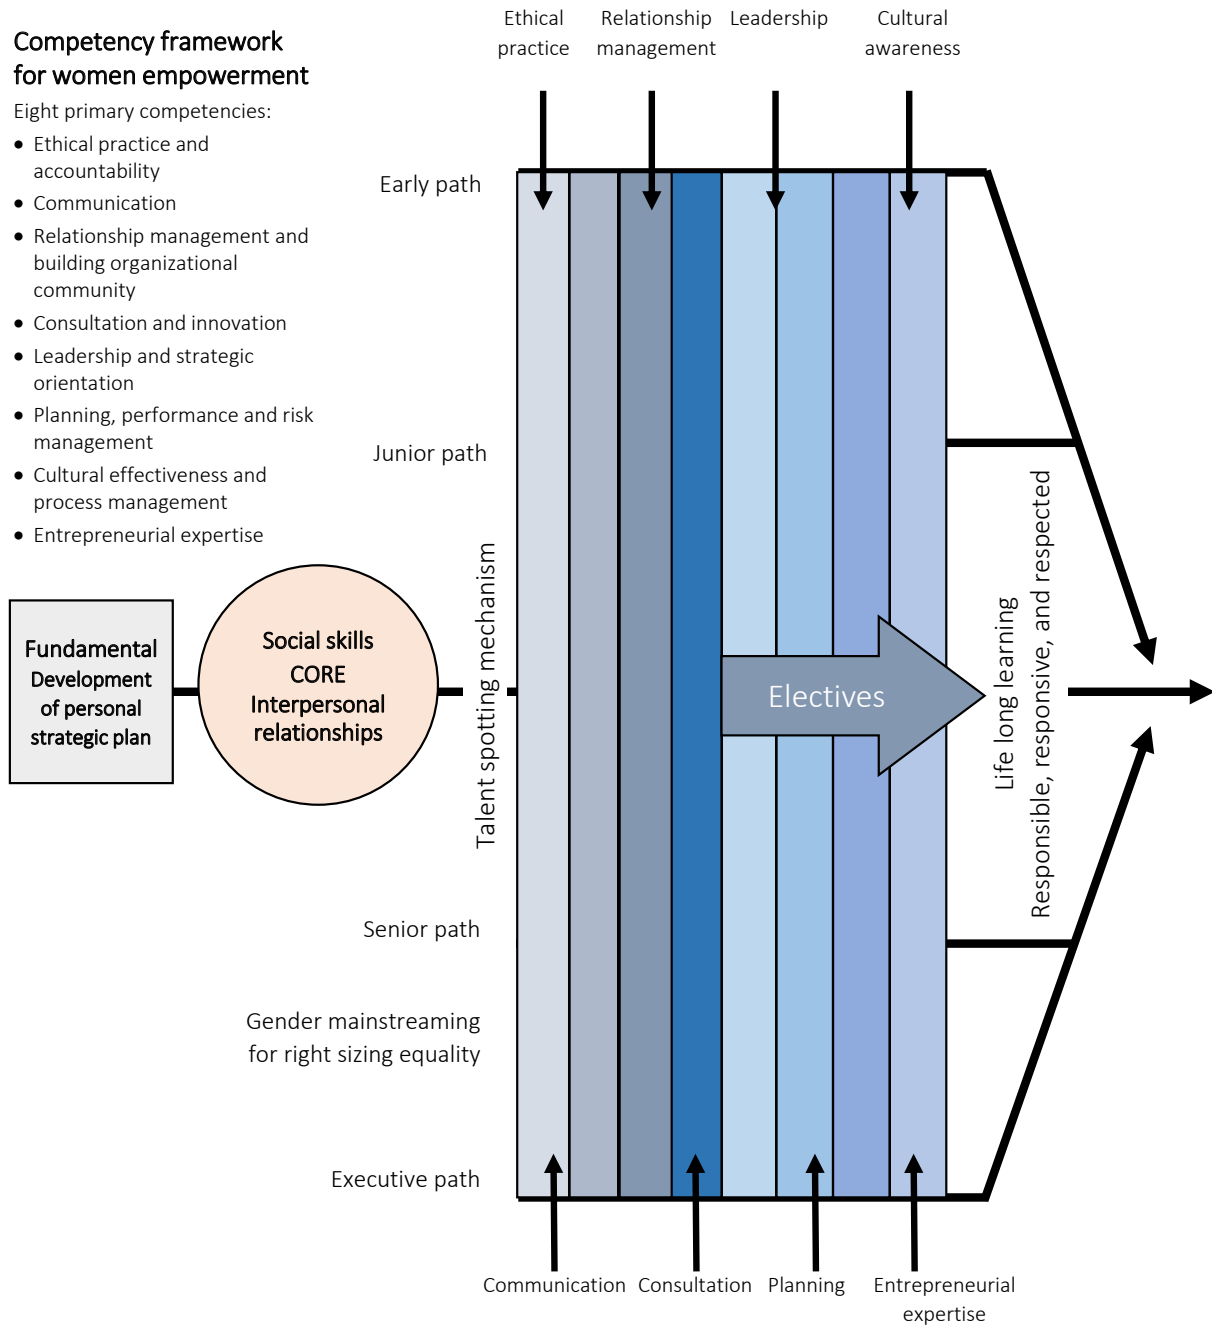 Competency framework
for women empowerment
Eight primary competencies:
• Ethical practice and
accountability
• Communication
• Relationship management and
building organizational
community
• Consultation and innovation
• Leadership and strategic
orientation
• Planning, performance and risk
management
• Cultural effectiveness and
process management
• Entrepreneurial expertise
Ethical
practice
Relationship
management
Leadership
Cultural
awareness
Early path
Junior path
Fundamental
Development
of personal
strategic plan
Social skills
CORE
Interpersonal
relationships
Talent spotting mechanism
Electives
Life long learning
Responsible, responsive, and respected
Senior path
Gender mainstreaming
for right sizing equality
Executive path
Communication
Consultation
Planning
Entrepreneurial
expertise